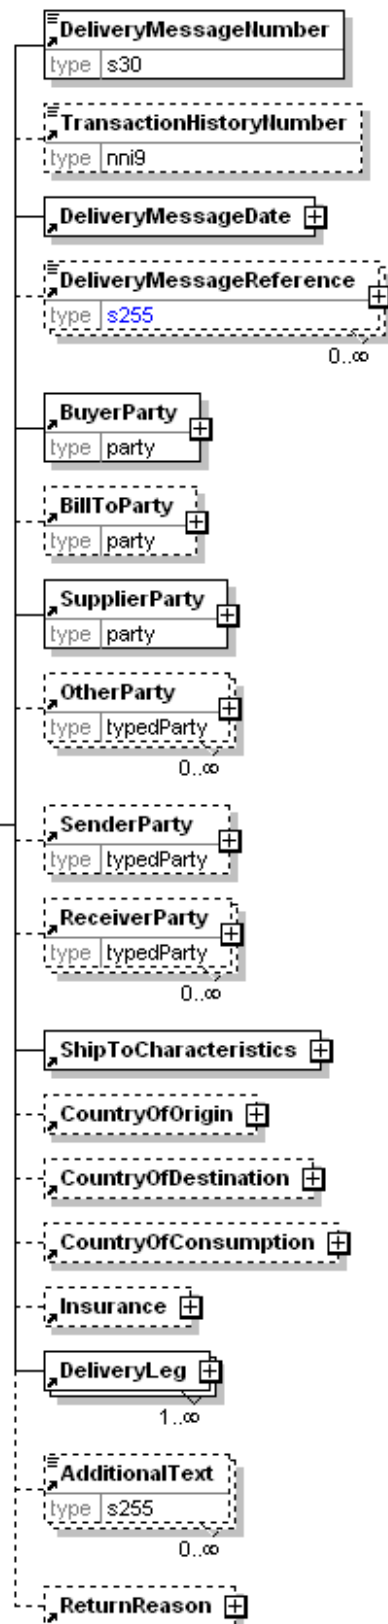 DeliveryMessageNumber
type s30
TransactionHistoryNumber
type nni9
DeliveryMessageDate
DeliveryMessageReference
type s255
0..∞
BuyerParty
type party
BillToParty
type party
SupplierParty
type party
OtherParty
type typedParty
0..∞
SenderParty
type typedParty
ReceiverParty
type typedParty
0..∞
ShipToCharacteristics
CountryOfOrigin
CountryOfDestination
CountryOfConsumption
Insurance
DeliveryLeg
1..∞
AdditionalText
type s255
0..∞
ReturnReason